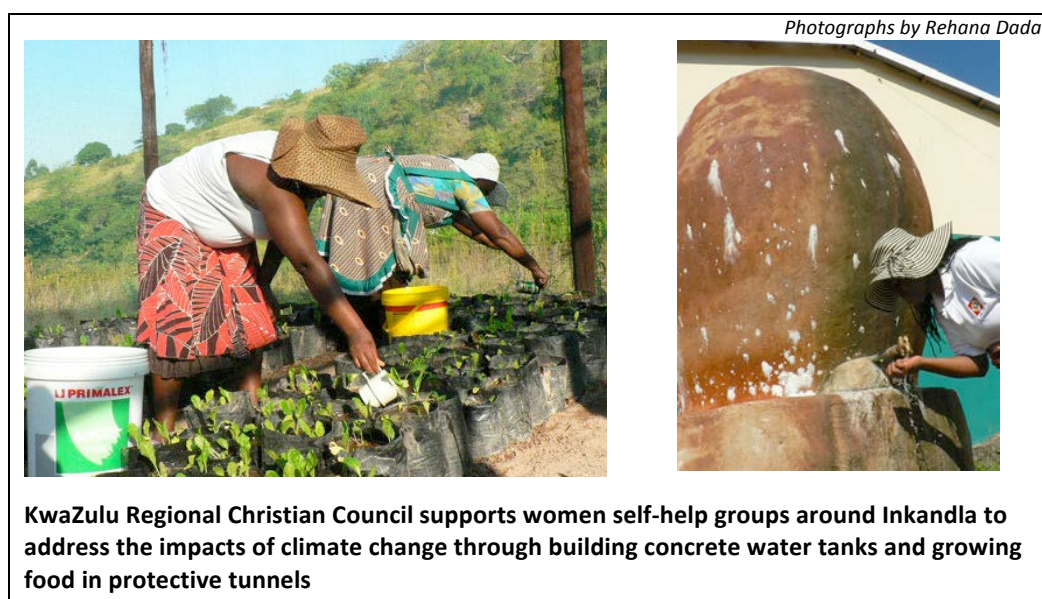 Photographs by Rehana Dada
PRIMALEX
KwaZulu Regional Christian Council supports women self-help groups around Inkandla to
address the impacts of climate change through building concrete water tanks and growing
food in protective tunnels